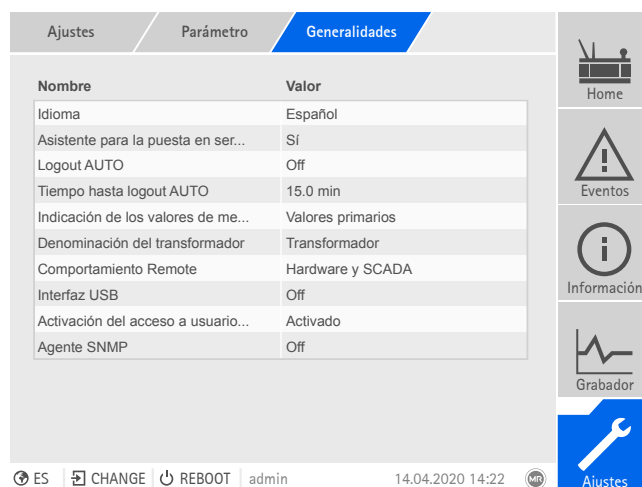 Ajustes Parámetro Generalidades
Nombre Valor
Idioma Español
Asistente para la puesta en ser... Sí
Logout AUTO Off
Tiempo hasta logout AUTO 15.0 min
Indicación de los valores de me... Valores primarios
Denominación del transformador Transformador
Comportamiento Remote Hardware y SCADA
Interfaz USB Off
Activación del acceso a usuario... Activado
Agente SNMP Off
Home
Eventos
Información
Grabador
Ajustes
ES CHANGE REBOOT admin 14.04.2020 14:22 MR